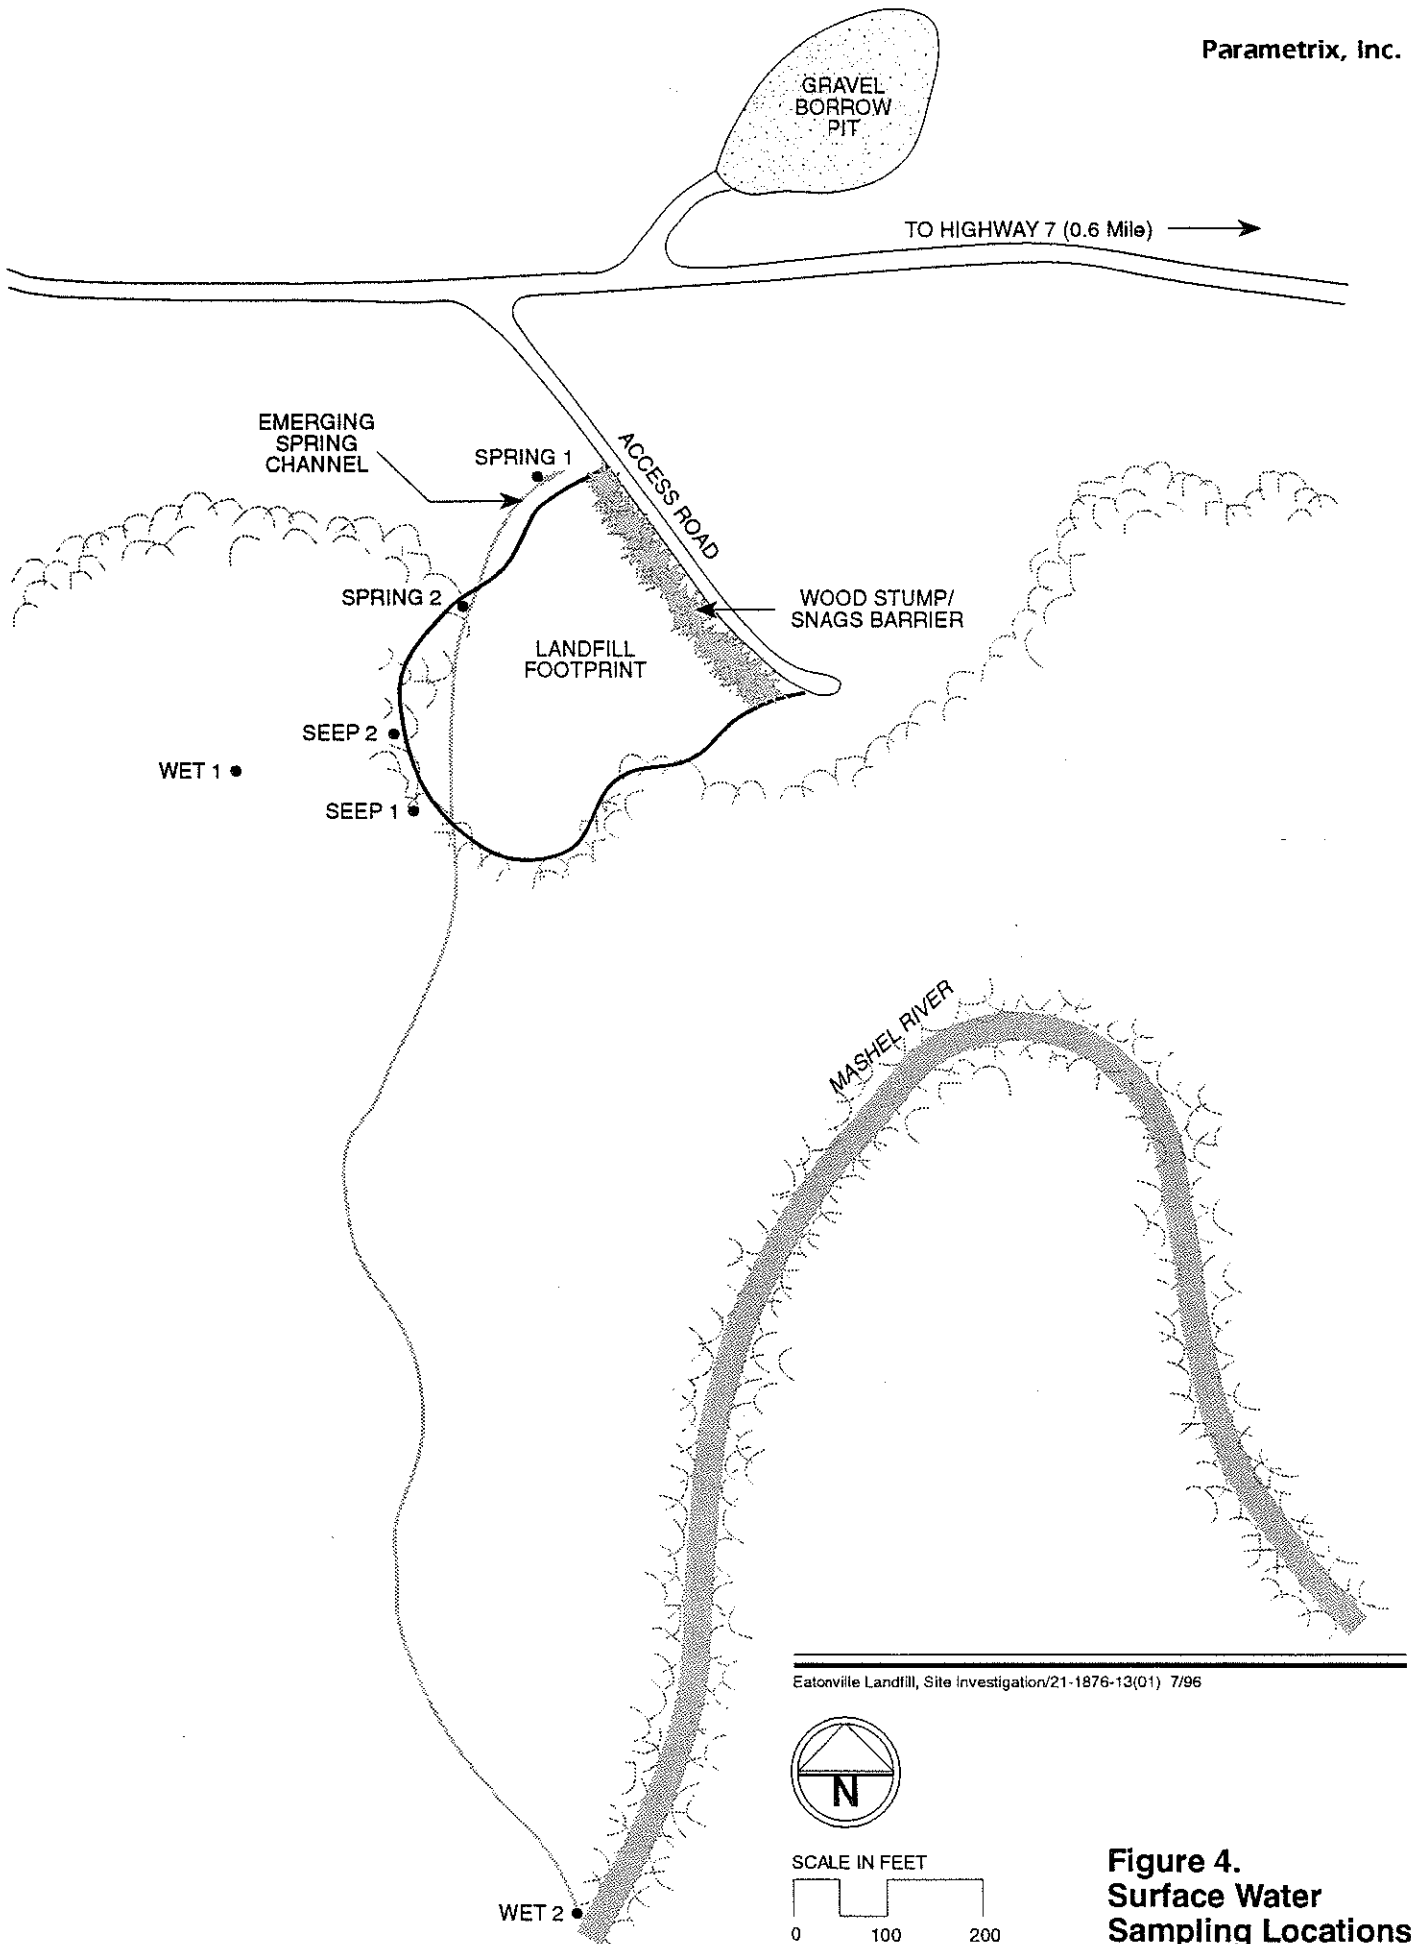 Parametrix, Inc.
GRAVEL
BORROW
PIT
TO HIGHWAY 7 (0.6 Mile)
EMERGING
SPRING
CHANNEL
SPRING 1
ACCESS ROAD
SPRING 2
WOOD STUMP/
SNAGS BARRIER
LANDFILL
FOOTPRINT
SEEP 2
WET 1
SEEP 1
MASHEL RIVER
Eatonville Landfill, Site Investigation/21-1876-13(01) 7/96
N
SCALE IN FEET
0 100 200
WET 2
Figure 4.
Surface Water
Sampling Locations